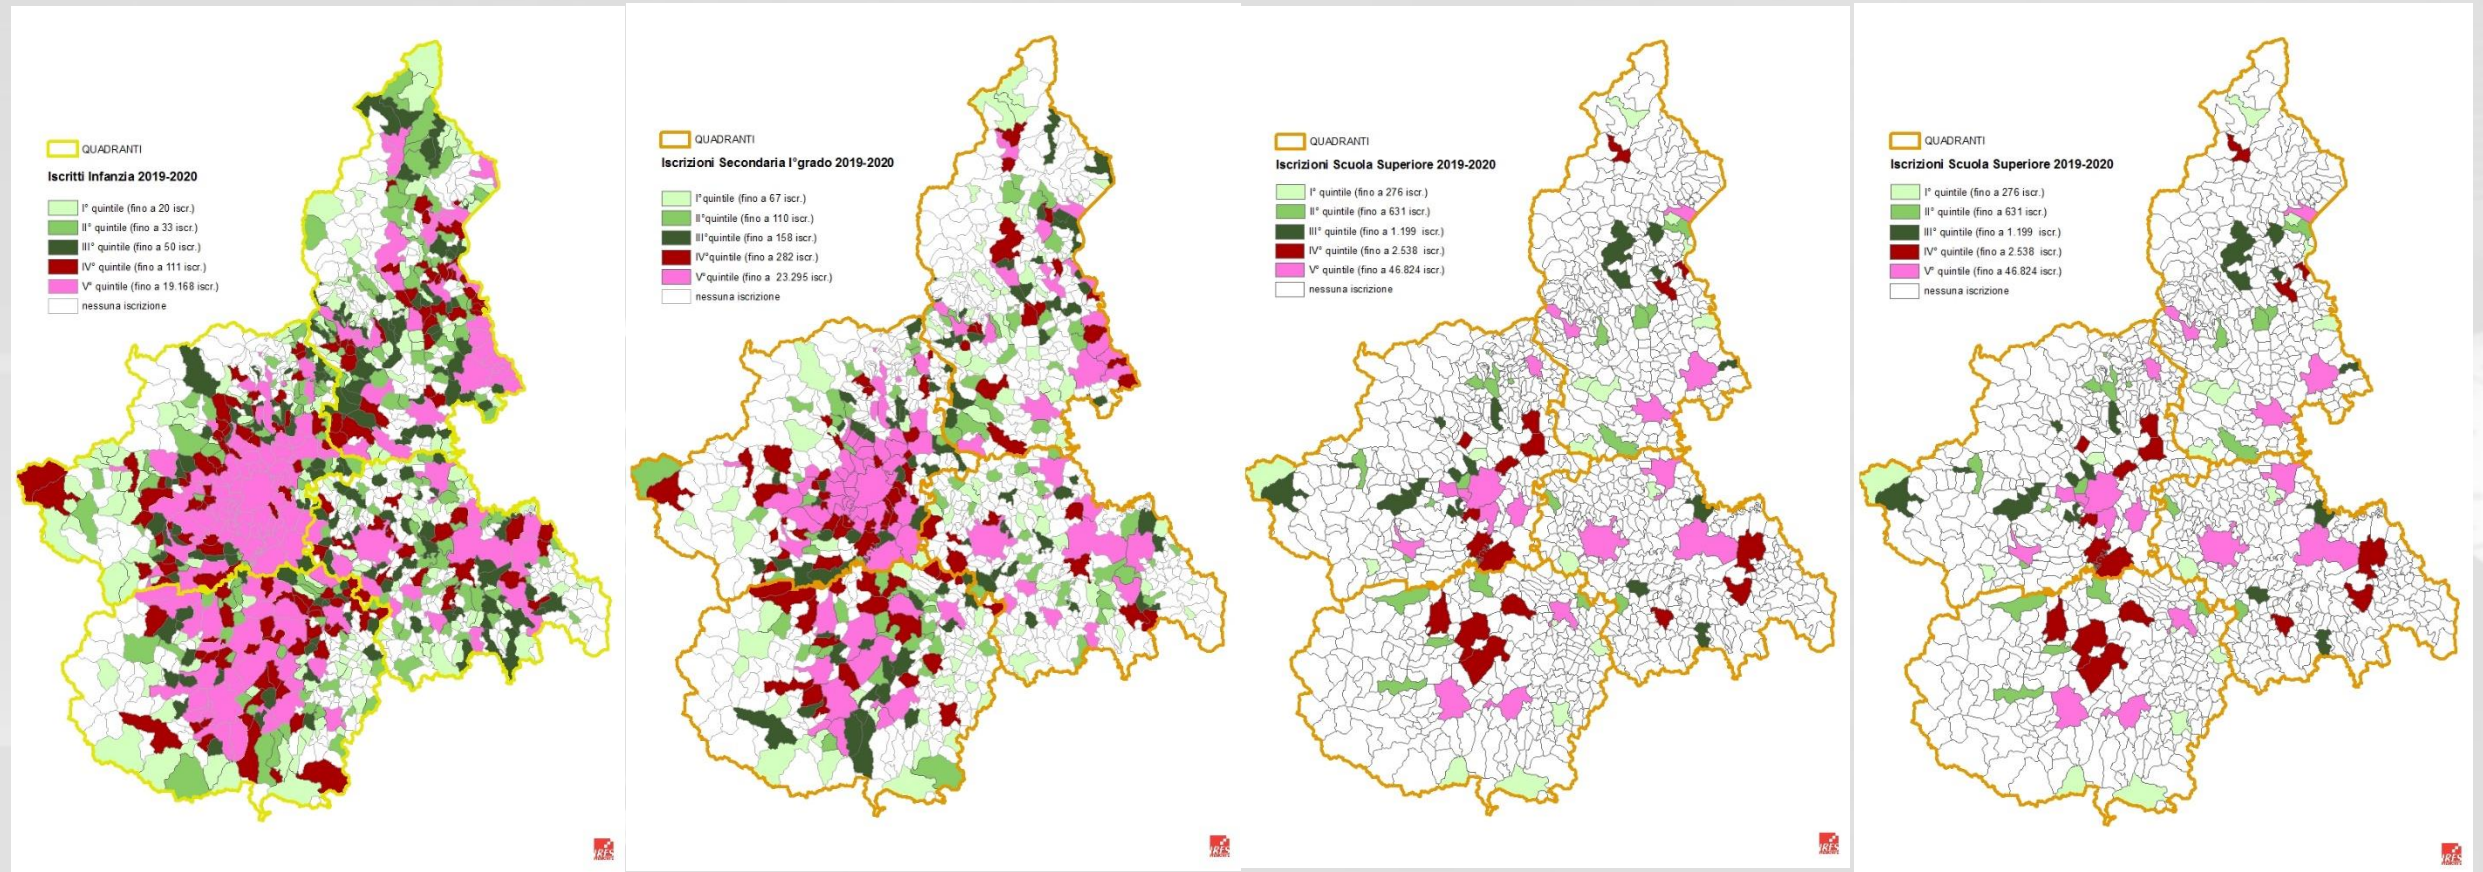 QUADRANTI
Iscritti Infanzia 2019-2020
I° quintile (fino a 20 iscr.)
II° quintile (fino a 33 iscr.)
III° quintile (fino a 50 iscr.)
IV° quintile (fino a 111 iscr.)
V° quintile (fino a 19.168 iscr.)
nessuna iscrizione
IRES
QUADRANTI
Iscrizioni Secondaria I°grado 2019-2020
I°quintile (fino a 67 iscr.)
II°quintile (fino a 110 iscr.)
III°quintile (fino a 158 iscr.)
IV°quintile (fino a 282 iscr.)
V°quintile (fino a 23.295 iscr.)
nessuna iscrizione
IRES
QUADRANTI
Iscrizioni Scuola Superiore 2019-2020
I° quintile (fino a 276 iscr.)
II° quintile (fino a 631 iscr.)
III° quintile (fino a 1.199 iscr.)
IV° quintile (fino a 2.538 iscr.)
V° quintile (fino a 46.824 iscr.)
nessuna iscrizione
IRES
QUADRANTI
Iscrizioni Scuola Superiore 2019-2020
I° quintile (fino a 276 iscr.)
II° quintile (fino a 631 iscr.)
III° quintile (fino a 1.199 iscr.)
IV° quintile (fino a 2.538 iscr.)
V° quintile (fino a 46.824 iscr.)
nessuna iscrizione
IRES